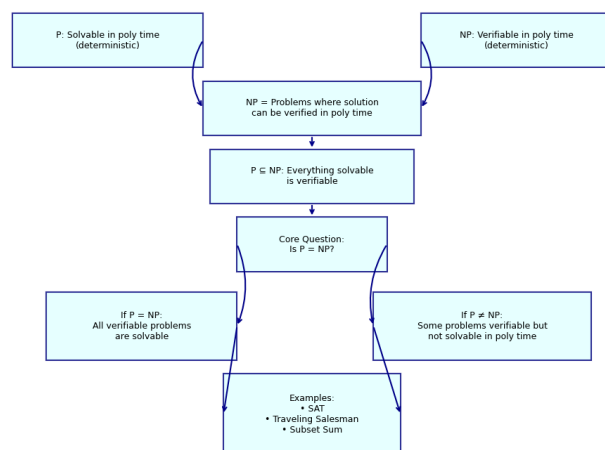 P: Solvable in poly time
(deterministic)
NP: Verifiable in poly time
(deterministic)
NP = Problems where solution
can be verified in poly time
P ⊆ NP: Everything solvable
is verifiable
Core Question:
Is P = NP?
If P = NP:
All verifiable problems
are solvable
If P ≠ NP:
Some problems verifiable but
not solvable in poly time
Examples:
• SAT
• Traveling Salesman
• Subset Sum